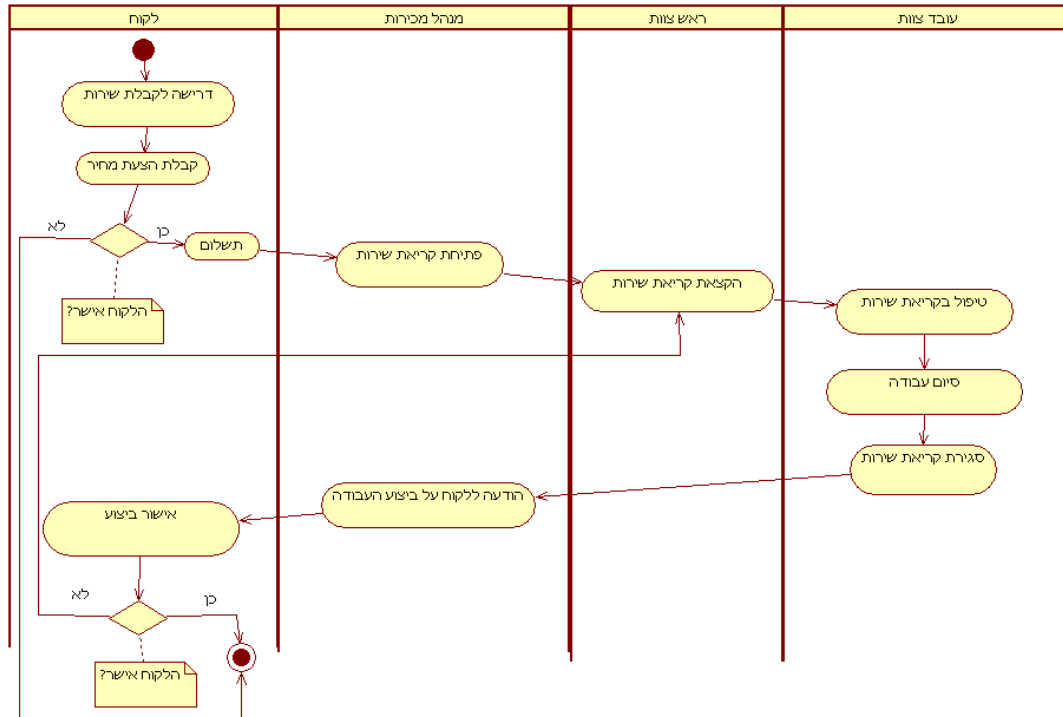 לקוח
מנהל מכירות
ראש צוות
עובד צוות
דרישה לקבלת שירות
קבלת הצעת מחיר
לא
כן
תשלום
פתיחת קריאת שירות
הקצאת קריאת שירות
טיפול בקריאת שירות
הלקוח אישר?
סיום עבודה
סגירת קריאת שירות
הודעה ללקוח על ביצוע העבודה
אישור ביצוע
לא
כן
הלקוח אישר?